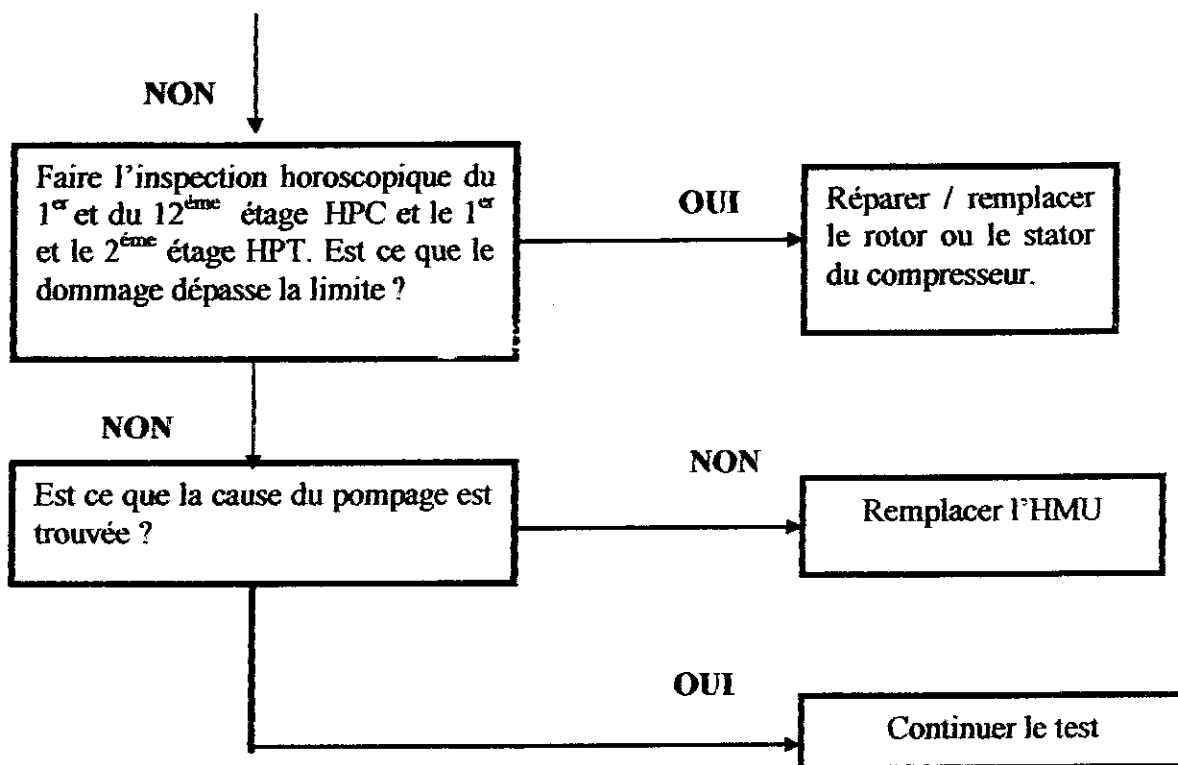 NON
Faire l'inspection horoscopique du
1er et du 12éme étage HPC et le 1er
et le 2éme étage HPT. Est ce que le
dommage dépasse la limite ?
OUI
Réparer / remplacer
le rotor ou le stator
du compresseur.
NON
Est ce que la cause du pompage est
trouvée ?
NON
Remplacer l'HMU
OUI
Continuer le test